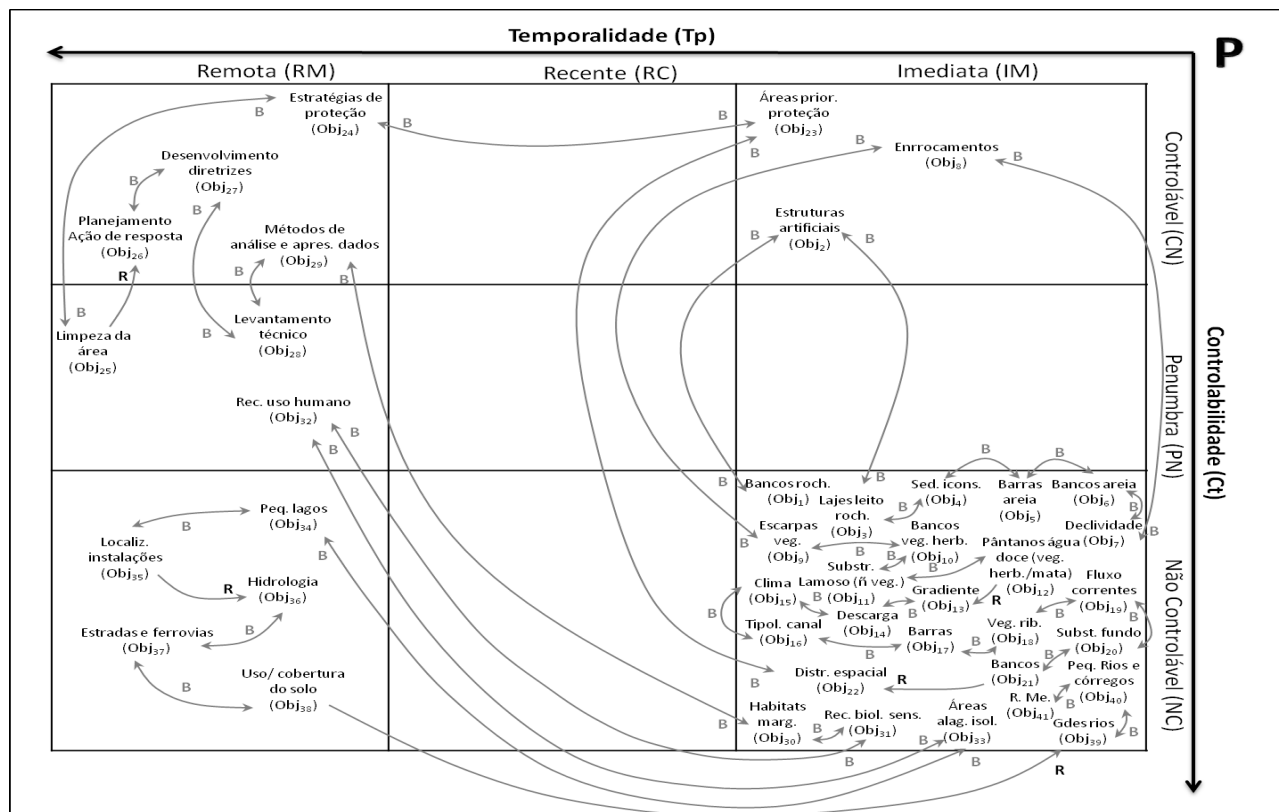 Temporalidade (Tp)
P
Remota (RM)
Recente (RC)
Imediata (IM)
Controlabilidade (Ct)
Controlável (CN)
Penumbra (PN)
Não Controlável (NC)
Estratégias de
proteção
(Obj24)
B
B
Desenvolvimento
diretrizes
(Obj27)
B
B
Planejamento
Ação de resposta
(Obj26)
R
Métodos de
análise e apres. dados
(Obj29)
B
B
Áreas prior.
proteção
(Obj23)
B
B
B
Enrrocamentos
(Obj8)
B
Estruturas
artificiais
(Obj2)
B
B
B
Limpeza da
área
(Obj25)
B
Levantamento
técnico
(Obj28)
Rec. uso humano
(Obj32)
B
B
Peq. lagos
(Obj34)
B
B
Localiz.
instalações
(Obj35)
R
Hidrologia
(Obj36)
B
Estradas e ferrovias
(Obj37)
B
Uso/ cobertura
do solo
(Obj38)
B
B
Bancos roch.
(Obj1)
B
Lajes leito
roch.
(Obj3)
B
B
Sed. icons.
(Obj4)
Barras
areia
(Obj5)
Bancos areia
(Obj6)
B
B
Declividade
(Obj7)
B
Escarpas
veg.
(Obj9)
B
B
Bancos
veg. herb.
(Obj10)
B
Substr.
Lamoso (ñ veg.)
(Obj11)
B
Pântanos água
doce (veg.
herb./mata)
(Obj12)
R
Gradiente
(Obj13)
B
Descarga
(Obj14)
B
Clima
(Obj15)
B
Tipol. canal
(Obj16)
B
Barras
(Obj17)
B
Veg. rib.
(Obj18)
B
Fluxo
correntes
(Obj19)
B
Subst. fundo
(Obj20)
B
Bancos
(Obj21)
R
Distr. espacial
(Obj22)
B
Peq. Rios e
córregos
(Obj40)
B
R. Me.
(Obj41)
Gdes rios
(Obj39)
B
R
Habitats
marg.
(Obj30)
B
B
Rec. biol. sens.
(Obj31)
B
Áreas
alag. isol.
(Obj33)
B
B